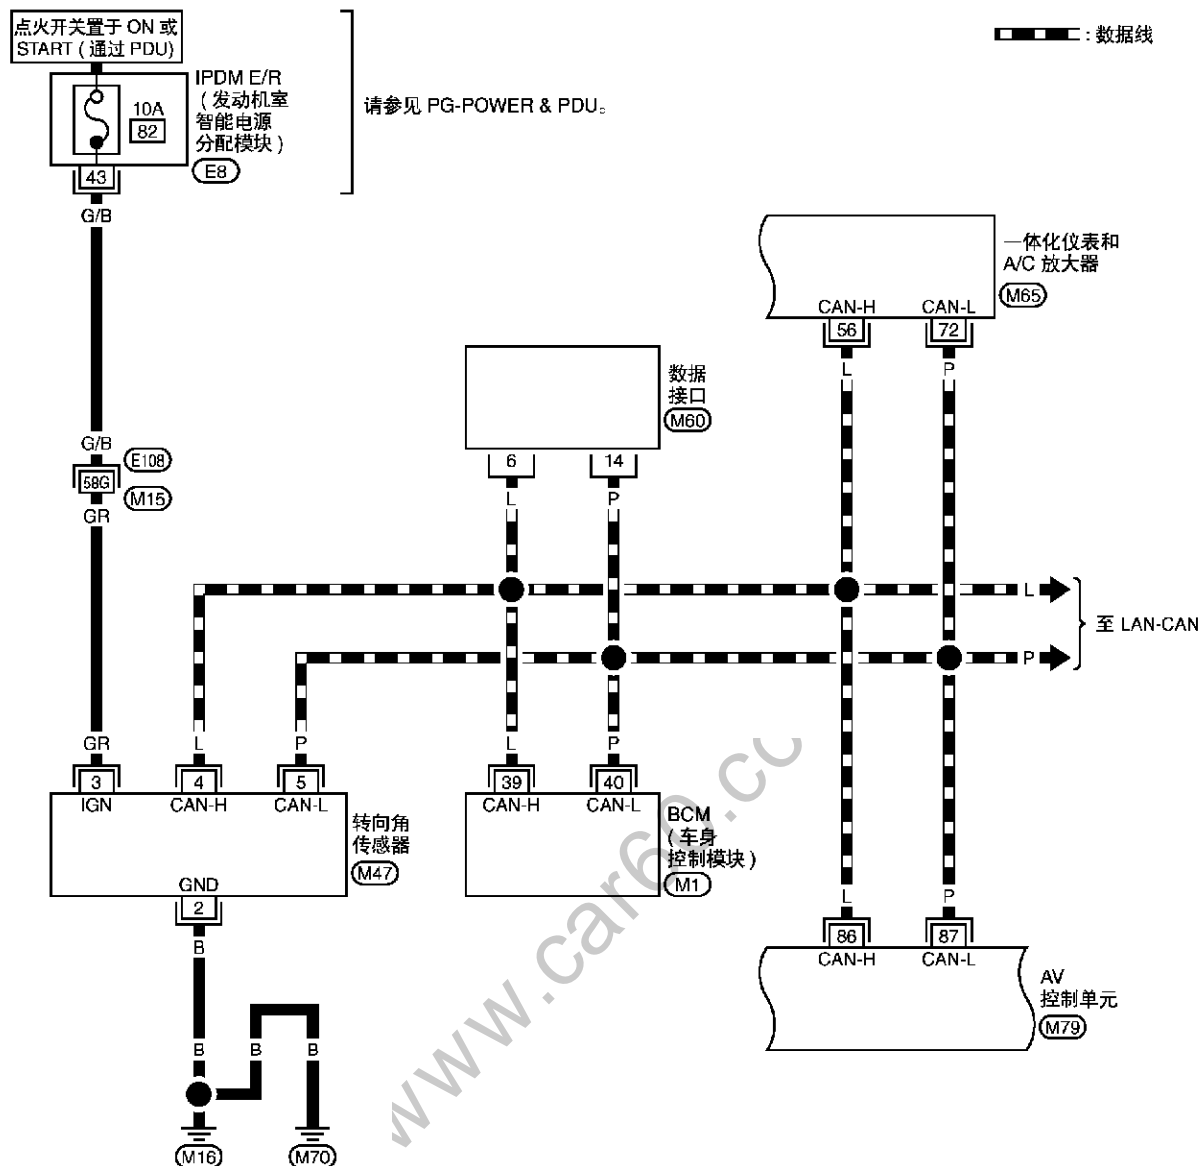 点火开关置于 ON 或
START ( 通过 PDU)
: 数据线
IPDM E/R
( 发动机室
智能电源
分配模块 )
E8
10A
82
43
请参见 PG-POWER & PDU。
G/B
一体化仪表和
A/C 放大器
M65
CAN-H
CAN-L
56
72
L
P
数据
接口
M60
6
14
L
P
G/B
E108
58G
M15
GR
L
P
至 LAN-CAN
GR
L
P
L
P
3
4
5
39
40
IGN
CAN-H
CAN-L
CAN-H
CAN-L
转向角
传感器
M47
BCM
( 车身
控制模块 )
M1
GND
2
B
L
P
86
87
CAN-H
CAN-L
AV
控制单元
M79
B
B
B
M16
M70
www.car60.co